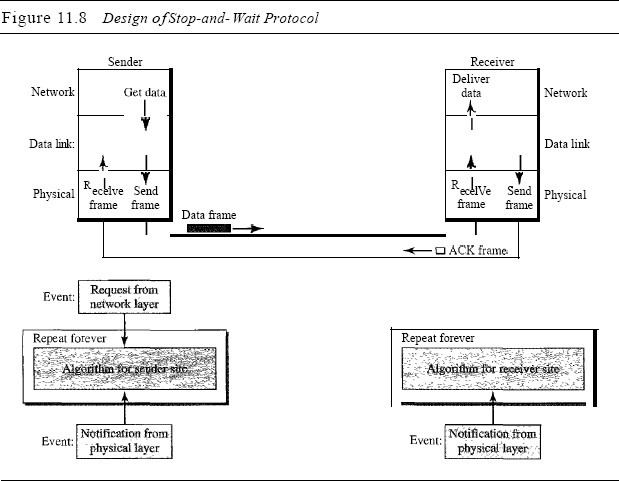 Figure 11.8 Design of Stop-and-Wait Protocol
Sender
Receiver
Network
Get data
Deliver
data
Network
Data link:
Data link
Physical
Receive
frame
Send
frame
ReceIVe
frame
Send
frame
Physical
Data frame
ACK frame
Event:
Request from
network layer
Repeat forever
Algorithm for sender site
Event:
Notification from
physical layer
Repeat forever
Algorithm for receiver site
Event:
Notification from
physical layer